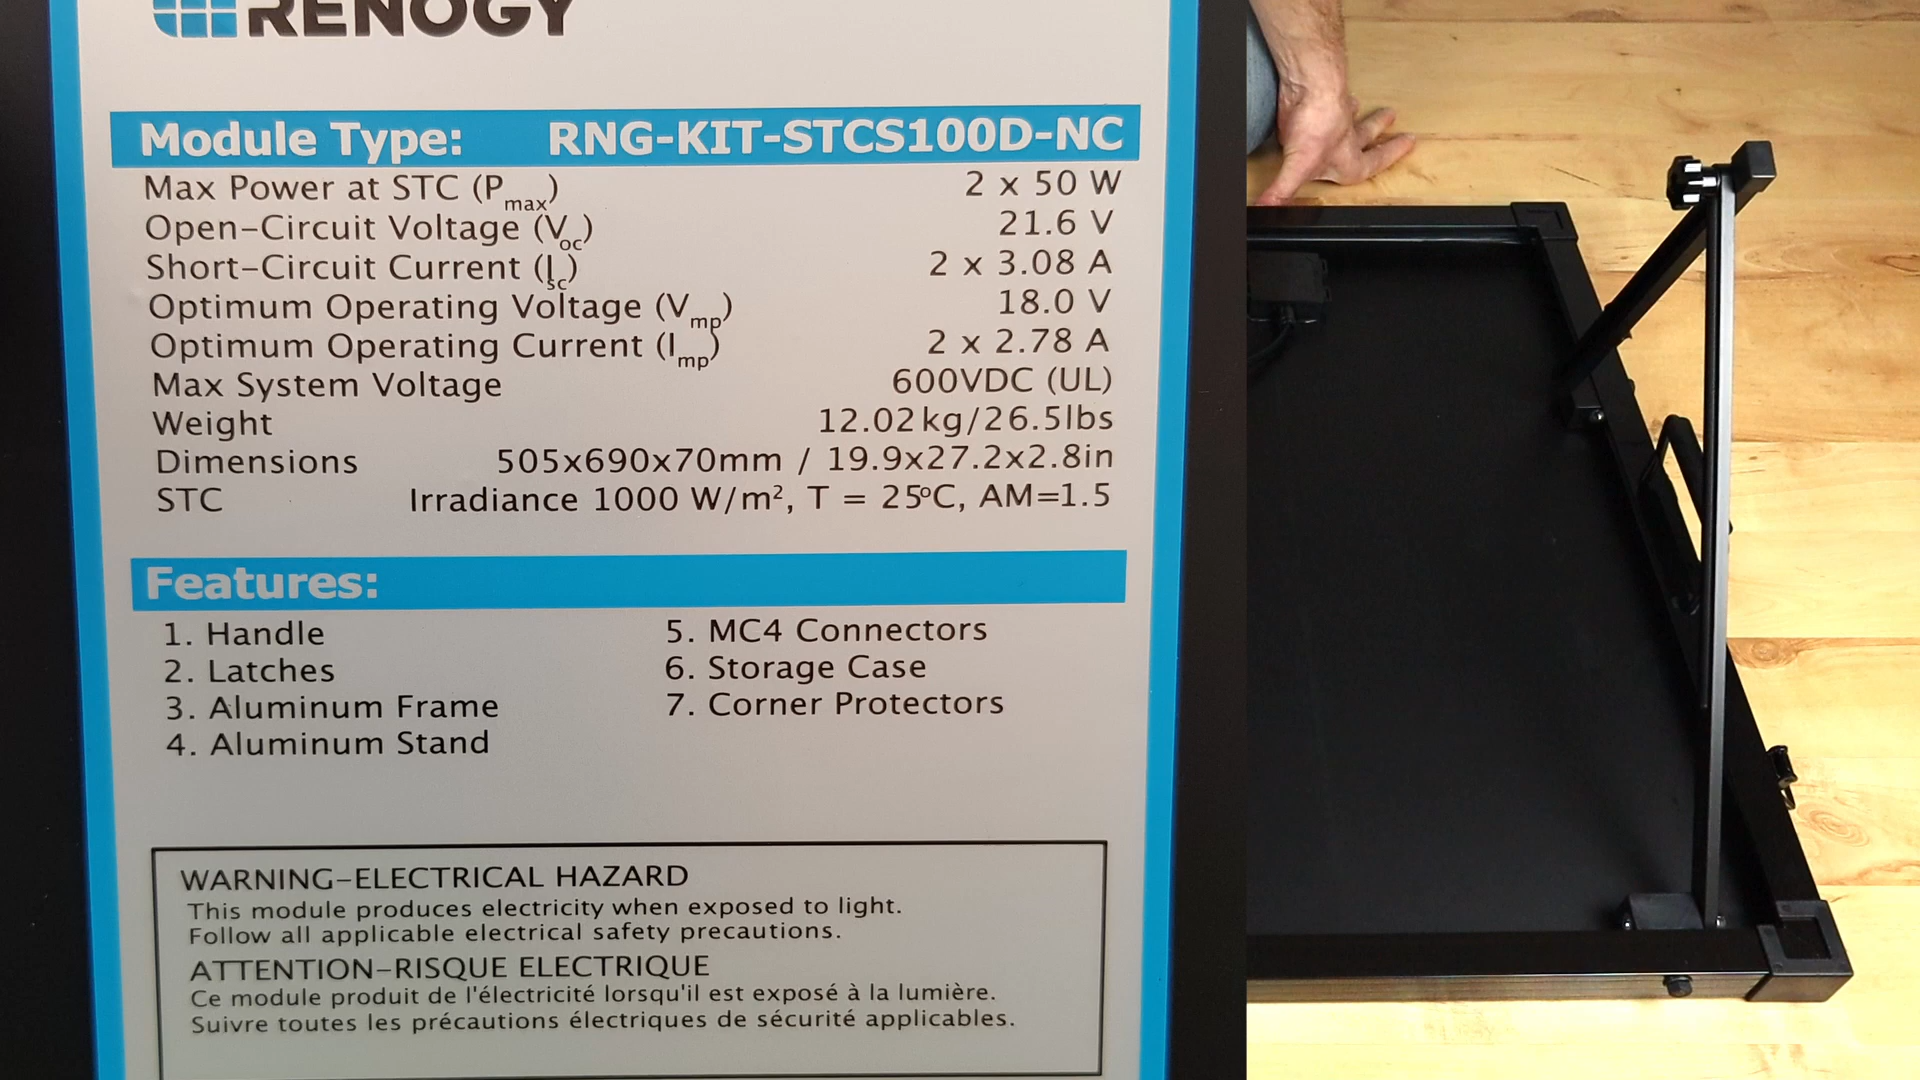 RENOGY
Module Type: RNG-KIT-STCS100D-NC
Max Power at STC (Pmax) 2 x 50 W
Open-Circuit Voltage (Voc) 21.6 V
Short-Circuit Current (Isc) 2 x 3.08 A
Optimum Operating Voltage (Vmp) 18.0 V
Optimum Operating Current (Imp) 2 x 2.78 A
Max System Voltage 600VDC (UL)
Weight 12.02kg/26.5lbs
Dimensions 505x690x70mm / 19.9x27.2x2.8in
STC Irradiance 1000 W/m², T = 25ºC, AM=1.5
Features:
1. Handle
2. Latches
3. Aluminum Frame
4. Aluminum Stand
5. MC4 Connectors
6. Storage Case
7. Corner Protectors
WARNING-ELECTRICAL HAZARD
This module produces electricity when exposed to light.
Follow all applicable electrical safety precautions.
ATTENTION-RISQUE ELECTRIQUE
Ce module produit de l'électricité lorsqu'il est exposé à la lumière.
Suivre toutes les précautions électriques de sécurité applicables.